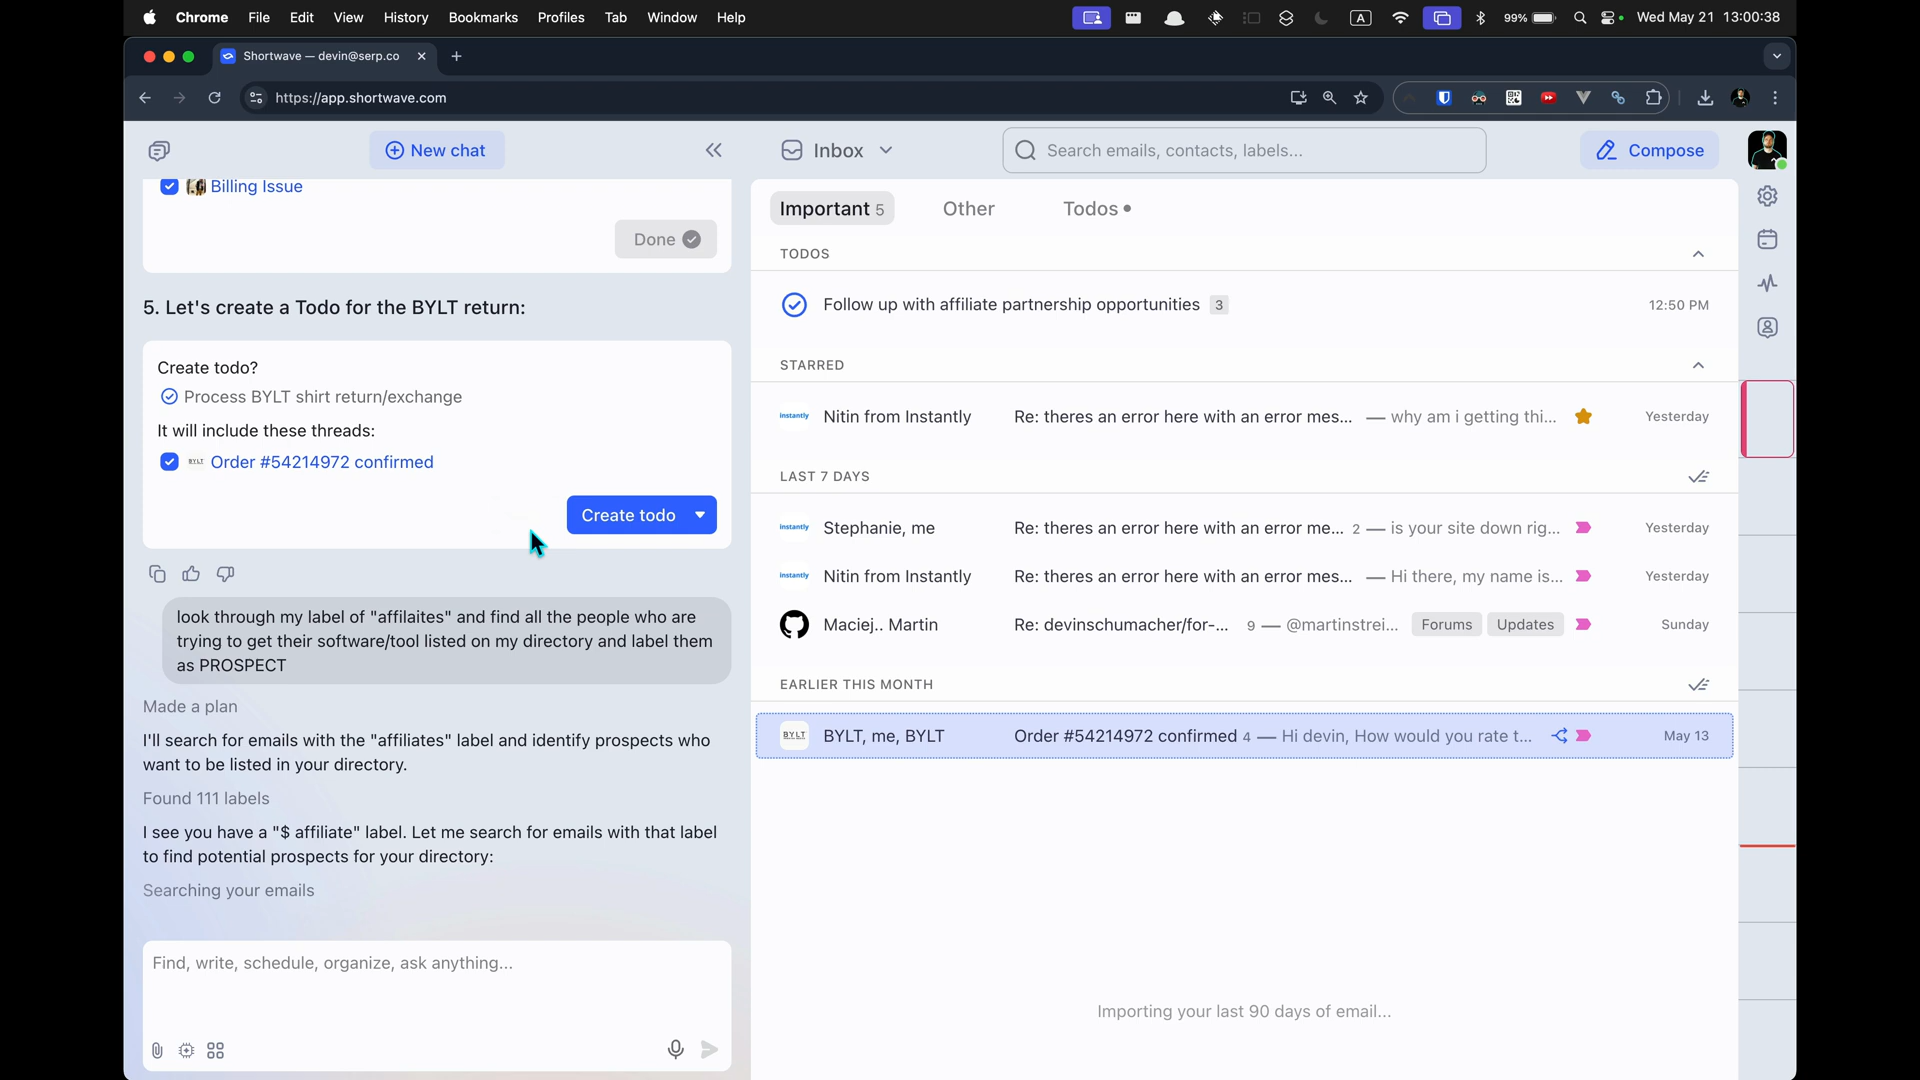 Chrome File Edit View History Bookmarks Profiles Tab Window Help
A 99% Wed May 21 13:00:38
Shortwave — devin@serp.co
https://app.shortwave.com
New chat
Billing Issue
Done
5. Let's create a Todo for the BYLT return:
Create todo?
Process BYLT shirt return/exchange
It will include these threads:
BYLT Order #54214972 confirmed
Create todo
look through my label of "affilaites" and find all the people who are
trying to get their software/tool listed on my directory and label them
as PROSPECT
Made a plan
I'll search for emails with the "affiliates" label and identify prospects who
want to be listed in your directory.
Found 111 labels
I see you have a "$ affiliate" label. Let me search for emails with that label
to find potential prospects for your directory:
Searching your emails
Find, write, schedule, organize, ask anything...
Inbox
Search emails, contacts, labels...
Compose
Important 5 Other Todos
TODOS
Follow up with affiliate partnership opportunities 3 12:50 PM
STARRED
instantly Nitin from Instantly Re: theres an error here with an error mes... — why am i getting thi... Yesterday
LAST 7 DAYS
instantly Stephanie, me Re: theres an error here with an error me... 2 — is your site down rig... Yesterday
instantly Nitin from Instantly Re: theres an error here with an error mes... — Hi there, my name is... Yesterday
Maciej.. Martin Re: devinschumacher/for-... 9 — @martinstrei... Forums Updates Sunday
EARLIER THIS MONTH
BYLT BYLT, me, BYLT Order #54214972 confirmed 4 — Hi devin, How would you rate t... May 13
Importing your last 90 days of email...